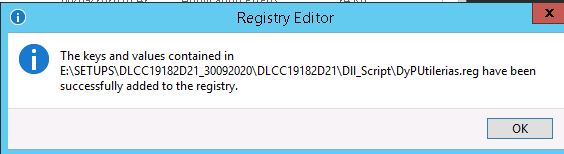 Registry Editor
x
The keys and values contained in
E:\SETUPS\DLCC19182D21_30092020\DLCC19182D21\Dll_Script\DyPUtilerias.reg have been
successfully added to the registry.
OK